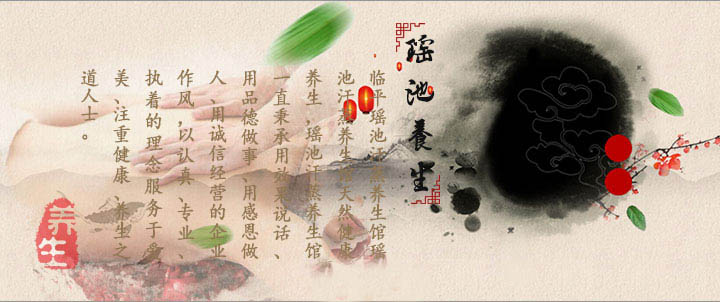 瑶池養生
临平瑶池汗蒸养生馆瑶
池汗蒸养生馆天然健康
养生,瑶池汗蒸养生馆
一直秉承用效果说话、
用品德做事、用感恩做
人、用诚信经营的企业
作风,以认真、专业、
执着的理念服务于爱
美、注重健康、养生之
道人士。
养生